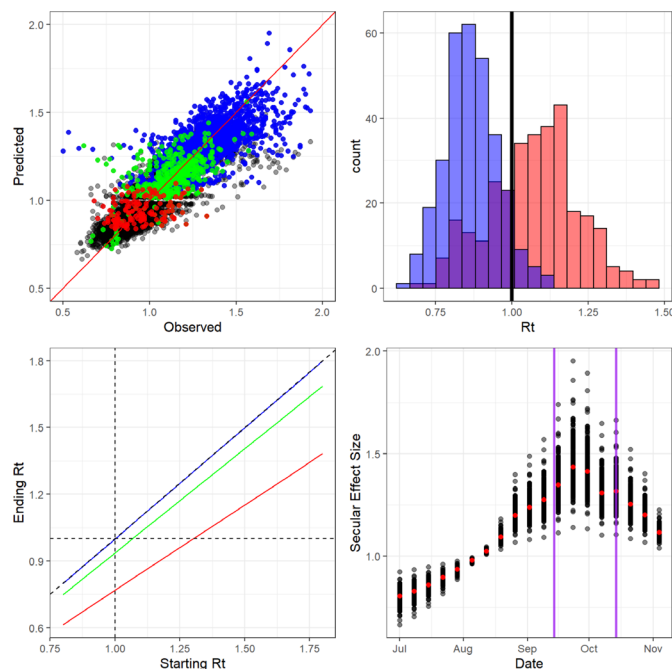 2.0
1.5
1.0
0.5
Predicted
0.5
1.0
1.5
2.0
Observed
60
40
20
0
count
0.75
1.00
1.25
1.50
Rt
1.8
1.5
1.2
0.9
0.6
Ending Rt
1.00
1.25
1.50
1.75
Starting Rt
2.0
1.5
1.0
Secular Effect Size
Jul
Aug
Sep
Oct
Nov
Date